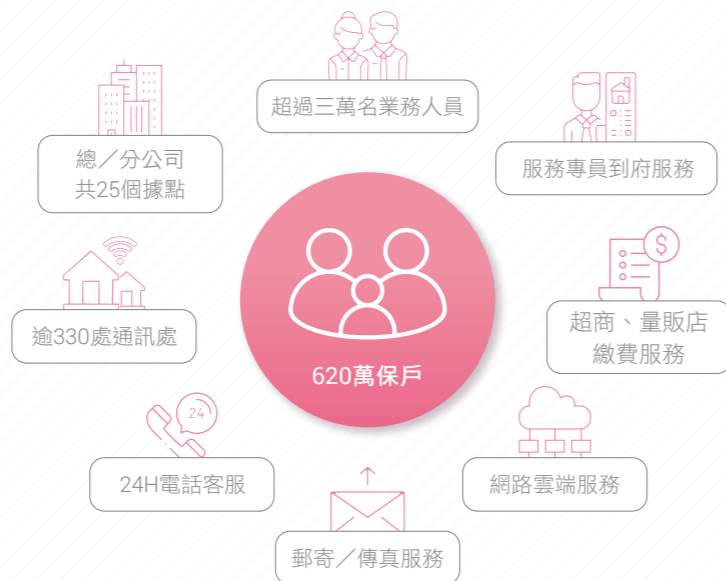 超過三萬名業務人員
總／分公司
共25個據點
服務專員到府服務
$
超商、量販店
繳費服務
逾330處通訊處
620萬保戶
24
24H電話客服
網路雲端服務
郵寄／傳真服務